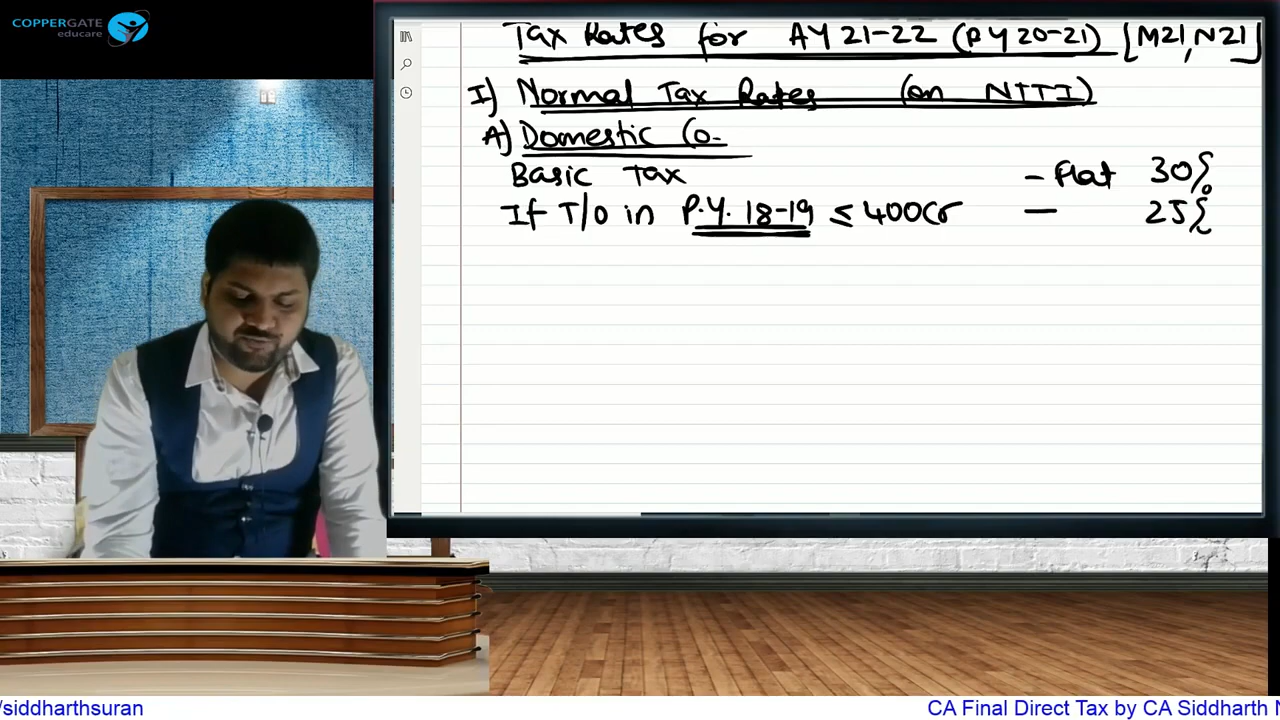 COPPERGATE
educare
Tax Rates for AY 21-22 (PY 20-21) [M21, N21]
I) Normal Tax Rates (on NTTI)
A) Domestic Co-
Basic Tax - Flat 30%
If T/O in P.Y. 18-19 ≤ 400Cr — 25%
/siddharthsuran
CA Final Direct Tax by CA Siddharth